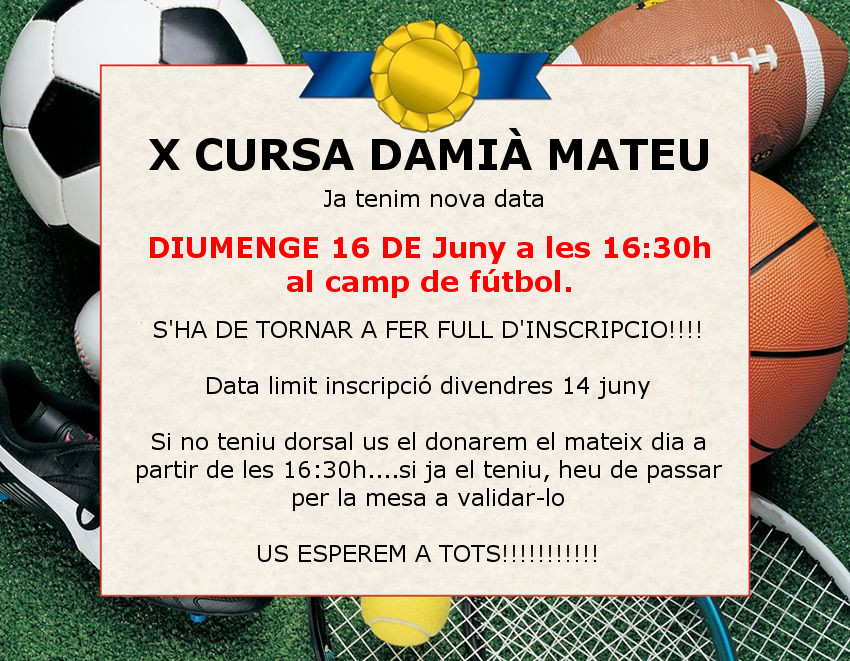 X CURSA DAMIÀ MATEU
Ja tenim nova data
DIUMENGE 16 DE Juny a les 16:30h
al camp de fútbol.
S'HA DE TORNAR A FER FULL D'INSCRIPCIO!!!!
Data limit inscripció divendres 14 juny
Si no teniu dorsal us el donarem el mateix dia a
partir de les 16:30h....si ja el teniu, heu de passar
per la mesa a validar-lo
US ESPEREM A TOTS!!!!!!!!!!!